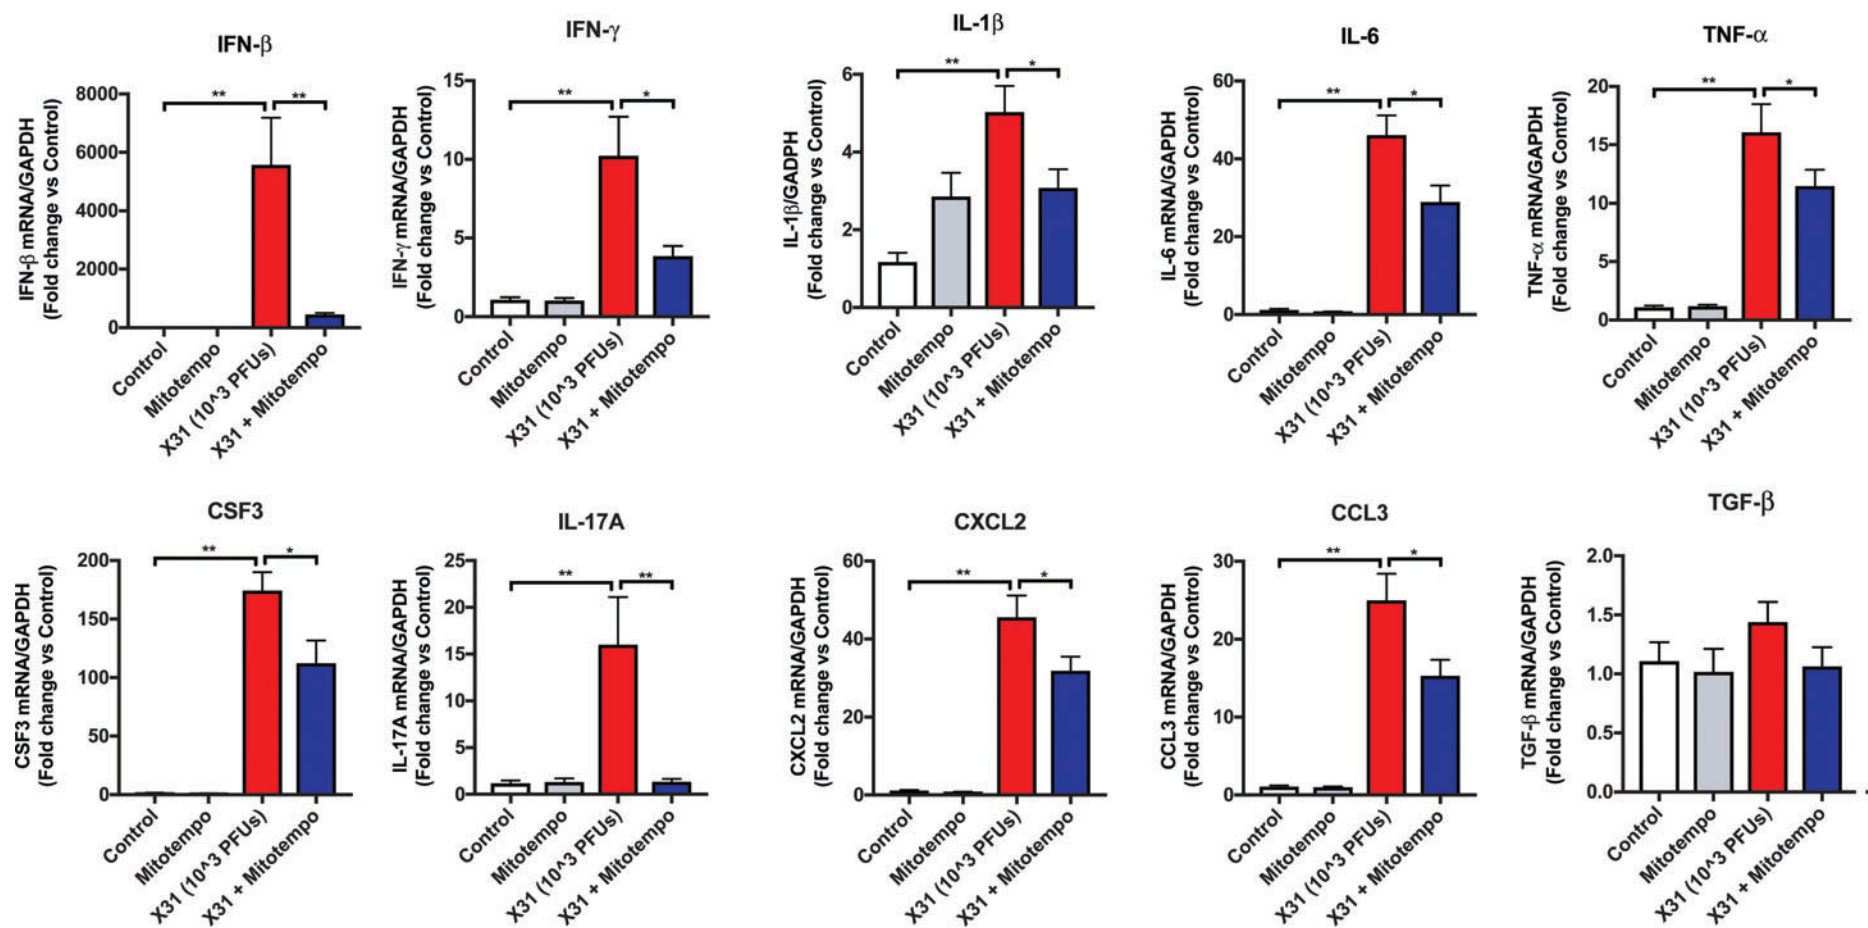 IFN-β
IFN-β mRNA/GAPDH
(Fold change vs Control)
8000
6000
4000
2000
0
** **
Control
Mitotempo
X31 (10^3 PFUs)
X31 + Mitotempo
IFN-γ
IFN-γ mRNA/GAPDH
(Fold change vs Control)
15
10
5
0
** *
Control
Mitotempo
X31 (10^3 PFUs)
X31 + Mitotempo
IL-1β
IL-1β/GADPH
(Fold change vs Control)
6
4
2
0
** *
Control
Mitotempo
X31 (10^3 PFUs)
X31 + Mitotempo
IL-6
IL-6 mRNA/GAPDH
(Fold change vs Control)
60
40
20
0
** *
Control
Mitotempo
X31 (10^3 PFUs)
X31 + Mitotempo
TNF-α
TNF-α mRNA/GAPDH
(Fold change vs Control)
20
15
10
5
0
** *
Control
Mitotempo
X31 (10^3 PFUs)
X31 + Mitotempo
CSF3
CSF3 mRNA/GAPDH
(Fold change vs Control)
200
150
100
50
0
** *
Control
Mitotempo
X31 (10^3 PFUs)
X31 + Mitotempo
IL-17A
IL-17A mRNA/GAPDH
(Fold change vs Control)
25
20
15
10
5
0
** **
Control
Mitotempo
X31 (10^3 PFUs)
X31 + Mitotempo
CXCL2
CXCL2 mRNA/GAPDH
(Fold change vs Control)
60
40
20
0
** *
Control
Mitotempo
X31 (10^3 PFUs)
X31 + Mitotempo
CCL3
CCL3 mRNA/GAPDH
(Fold change vs Control)
30
20
10
0
** *
Control
Mitotempo
X31 (10^3 PFUs)
X31 + Mitotempo
TGF-β
TGF-β mRNA/GAPDH
(Fold change vs Control)
2.0
1.5
1.0
0.5
0.0
Control
Mitotempo
X31 (10^3 PFUs)
X31 + Mitotempo